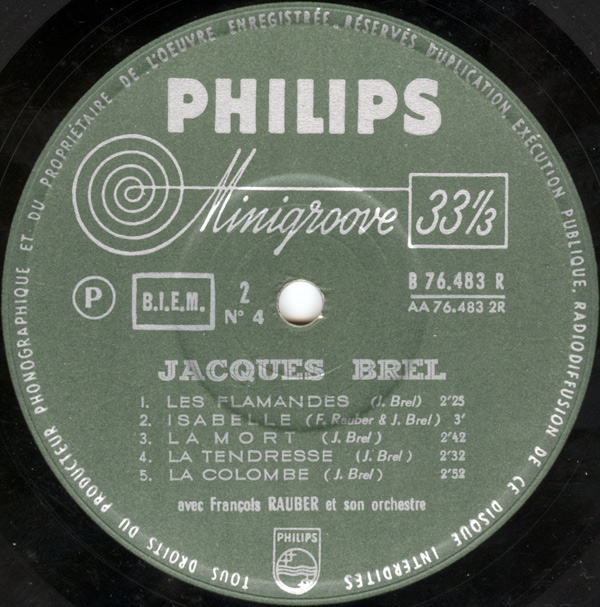 TOUS DROITS DU PRODUCTEUR PHONOGRAPHIQUE ET DU PROPRIÉTAIRE DE L'OEUVRE ENREGISTRÉE RÉSERVÉS DUPLICATION, EXÉCUTION PUBLIQUE, RADIODIFFUSION DE CE DISQUE INTERDITES
PHILIPS
Minigroove 33 1/3
P B.I.E.M. 2 B 76.483 R
N° 4 AA 76.483 2R
JACQUES BREL
1. LES FLAMANDES (J. Brel) 2'25
2. ISABELLE (F. Rauber & J. Brel) 3'
3. LA MORT (J. Brel) 2'42
4. LA TENDRESSE (J. Brel) 2'32
5. LA COLOMBE (J. Brel) 2'52
avec François RAUBER et son orchestre
PHILIPS